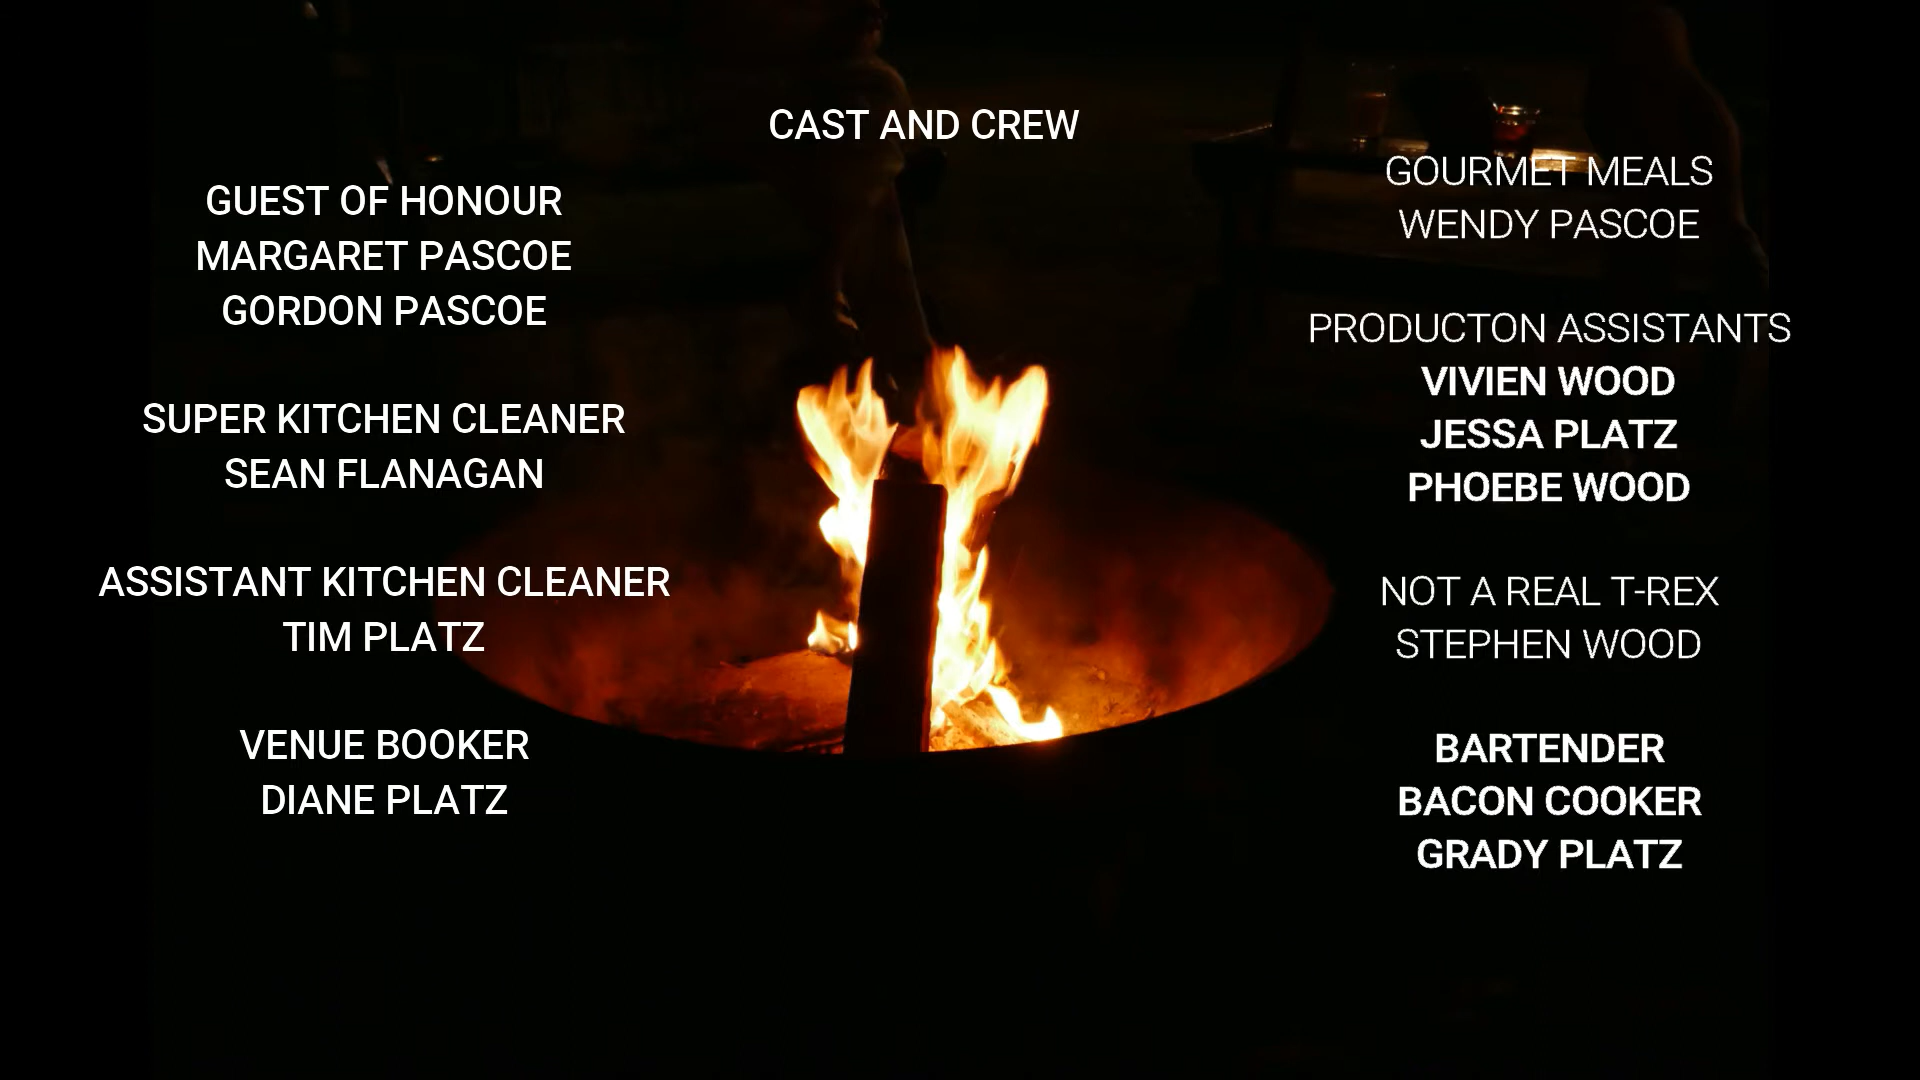 CAST AND CREW
GUEST OF HONOUR
MARGARET PASCOE
GORDON PASCOE
SUPER KITCHEN CLEANER
SEAN FLANAGAN
ASSISTANT KITCHEN CLEANER
TIM PLATZ
VENUE BOOKER
DIANE PLATZ
GOURMET MEALS
WENDY PASCOE
PRODUCTON ASSISTANTS
VIVIEN WOOD
JESSA PLATZ
PHOEBE WOOD
NOT A REAL T-REX
STEPHEN WOOD
BARTENDER
BACON COOKER
GRADY PLATZ